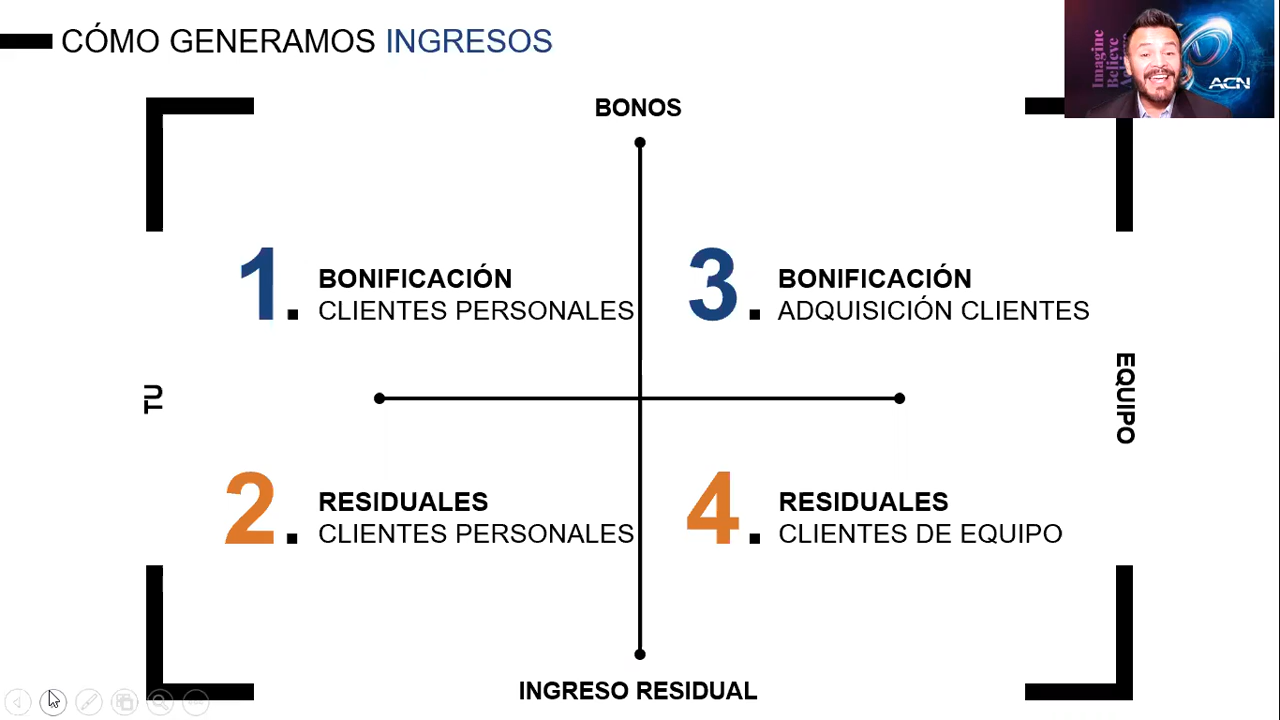 CÓMO GENERAMOS INGRESOS
Imagine
Believe
ACN
BONOS
1. BONIFICACIÓN
CLIENTES PERSONALES
3. BONIFICACIÓN
ADQUISICIÓN CLIENTES
TU
EQUIPO
2. RESIDUALES
CLIENTES PERSONALES
4. RESIDUALES
CLIENTES DE EQUIPO
INGRESO RESIDUAL